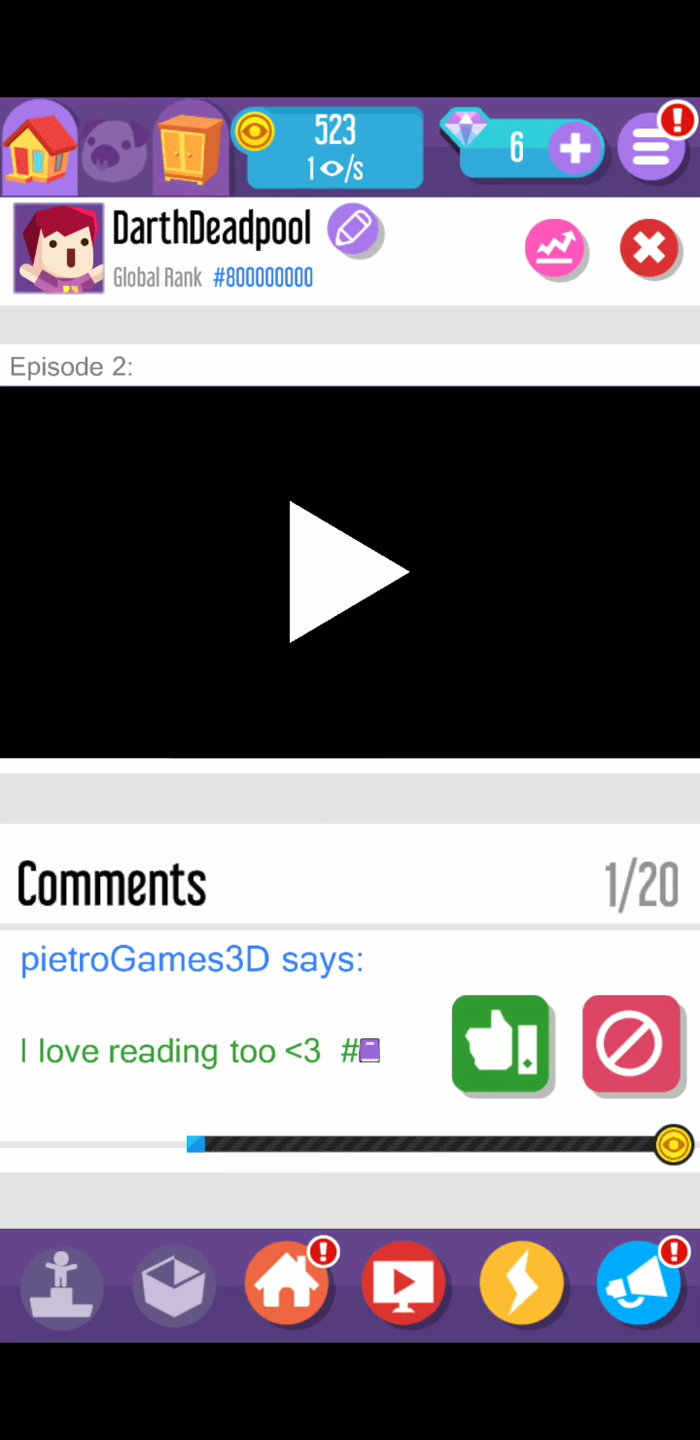 523
1 /s
6
DarthDeadpool
Global Rank #800000000
Episode 2:
Comments 1/20
pietroGames3D says:
I love reading too <3 #